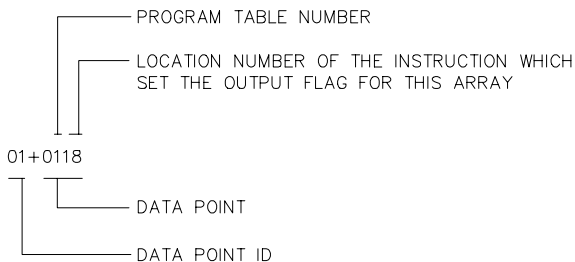 PROGRAM TABLE NUMBER
LOCATION NUMBER OF THE INSTRUCTION WHICH
SET THE OUTPUT FLAG FOR THIS ARRAY
01+0118
DATA POINT
DATA POINT ID